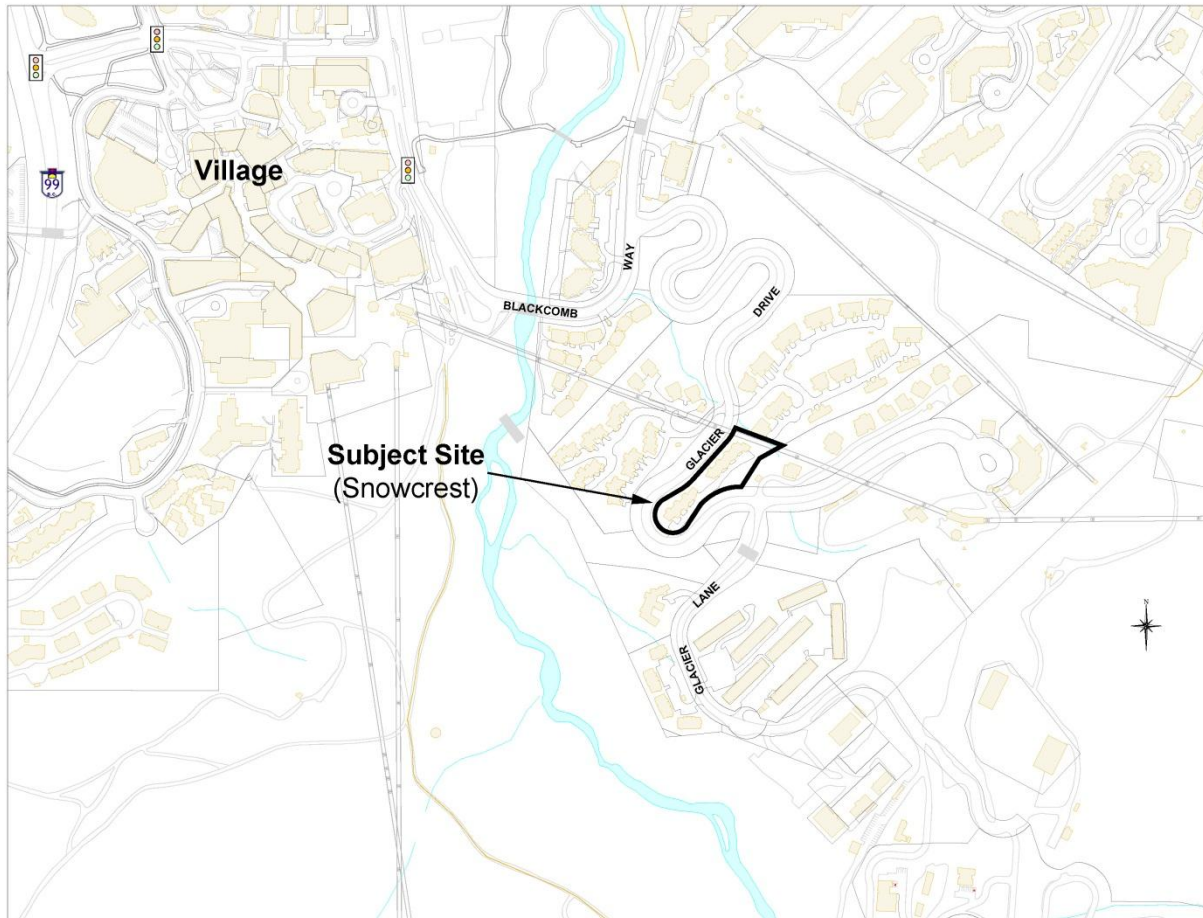 Village
99
B.C.
WAY
BLACKCOMB
DRIVE
GLACIER
Subject Site
(Snowcrest)
LANE
GLACIER
N